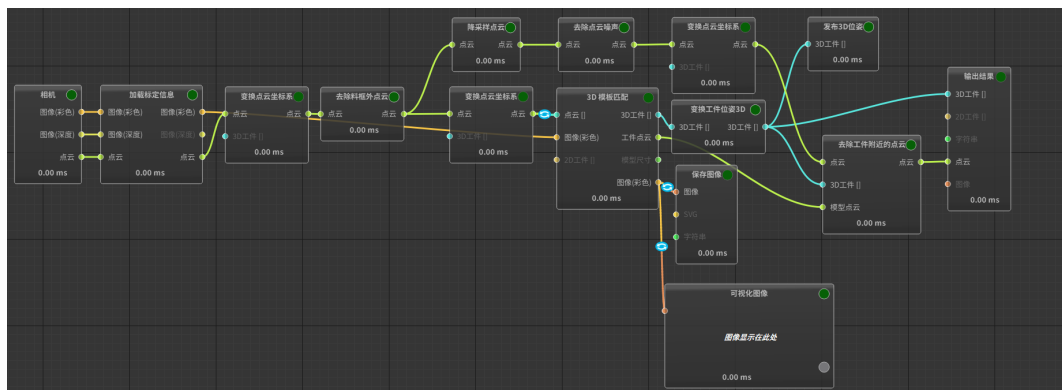 相机
图像(彩色)
图像(深度)
点云
0.00 ms
加载标定信息
图像(彩色) 图像(彩色)
图像(深度) 图像(深度)
点云 点云
0.00 ms
变换点云坐标系
点云 点云
3D工件 []
0.00 ms
去除料框外点云
点云 点云
0.00 ms
降采样点云
点云 点云
0.00 ms
去除点云噪声
点云 点云
0.00 ms
变换点云坐标系
点云 点云
3D工件 []
0.00 ms
发布3D位姿
3D工件 []
0.00 ms
变换点云坐标系
点云 点云
3D工件 []
0.00 ms
3D 模板匹配
点云 [] 3D工件 []
图像(彩色) 工件点云
2D工件 [] 模型尺寸
图像(彩色)
0.00 ms
变换工件位姿3D
3D工件 [] 3D工件 []
0.00 ms
保存图像
图像
SVG
字符串
0.00 ms
去除工件附近的点云
点云 点云
3D工件 []
模型点云
0.00 ms
输出结果
3D工件 []
2D工件 []
字符串
点云
图像
0.00 ms
可视化图像
图像显示在此处
0.00 ms